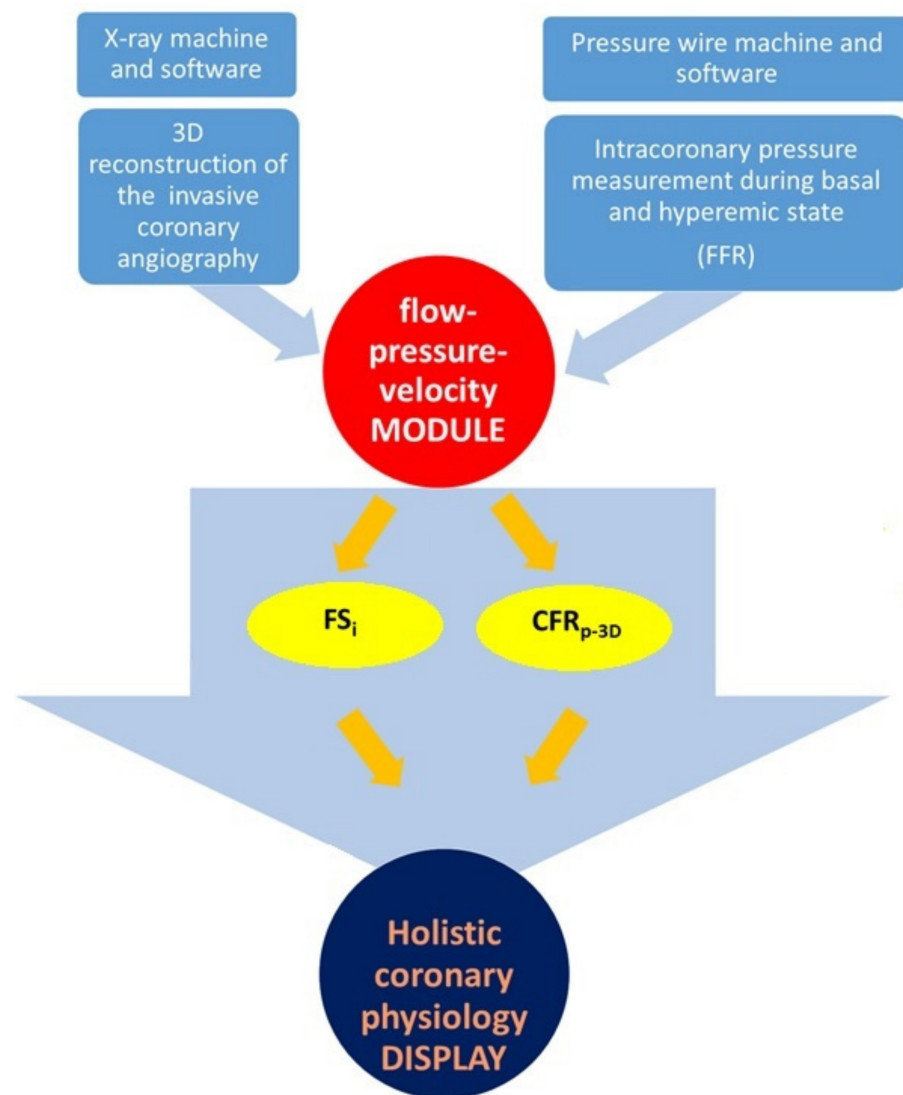 X-ray machine
and software
Pressure wire machine and
software
3D
reconstruction of
the invasive
coronary
angiography
Intracoronary pressure
measurement during basal
and hyperemic state
(FFR)
flow-
pressure-
velocity
MODULE
FSi
CFRp-3D
Holistic
coronary
physiology
DISPLAY